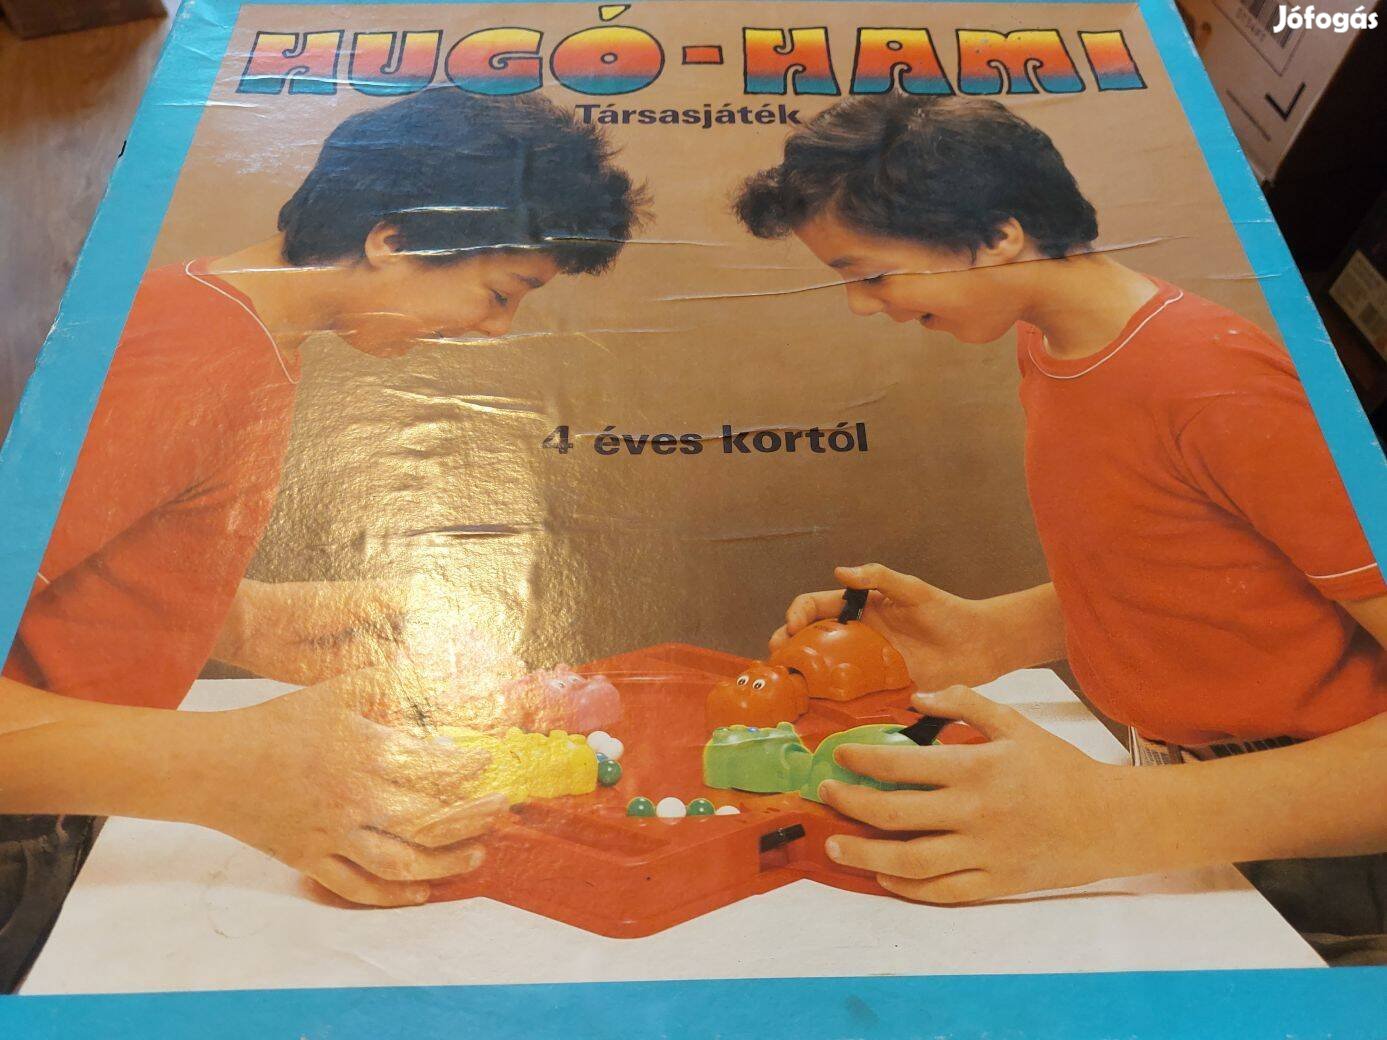 Jófogás
HUGÓ-HAMI
Társasjáték
4 éves kortól